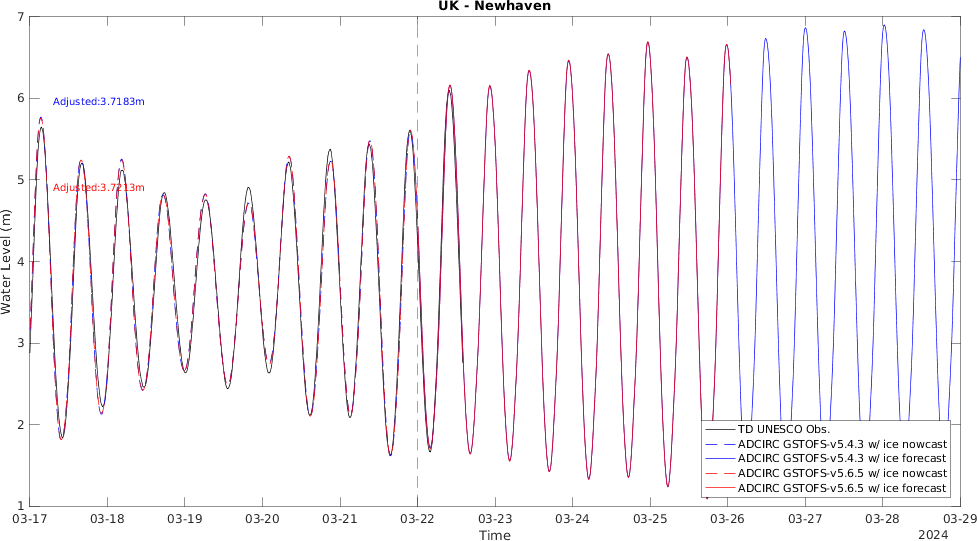 UK - Newhaven
7
6
5
4
3
2
1
Water Level (m)
Adjusted:3.7183m
Adjusted:3.7213m
TD UNESCO Obs.
ADCIRC GSTOFS-v5.4.3 w/ ice nowcast
ADCIRC GSTOFS-v5.4.3 w/ ice forecast
ADCIRC GSTOFS-v5.6.5 w/ ice nowcast
ADCIRC GSTOFS-v5.6.5 w/ ice forecast
03-17 03-18 03-19 03-20 03-21 03-22 03-23 03-24 03-25 03-26 03-27 03-28 03-29
Time
2024